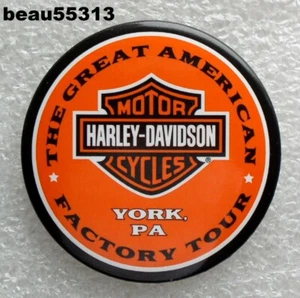 beau55313
THE GREAT AMERICAN
MOTOR
HARLEY-DAVIDSON
CYCLES
®
YORK,
PA
FACTORY TOUR